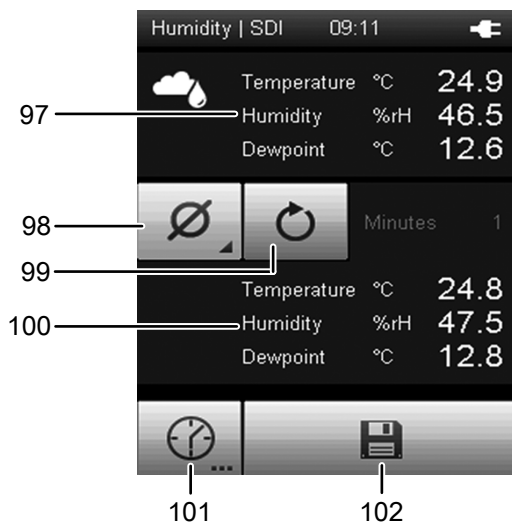 Humidity | SDI 09:11
Temperature °C 24.9
97 Humidity %rH 46.5
Dewpoint °C 12.6
98 Minutes 1
99
Temperature °C 24.8
100 Humidity %rH 47.5
Dewpoint °C 12.8
101 102